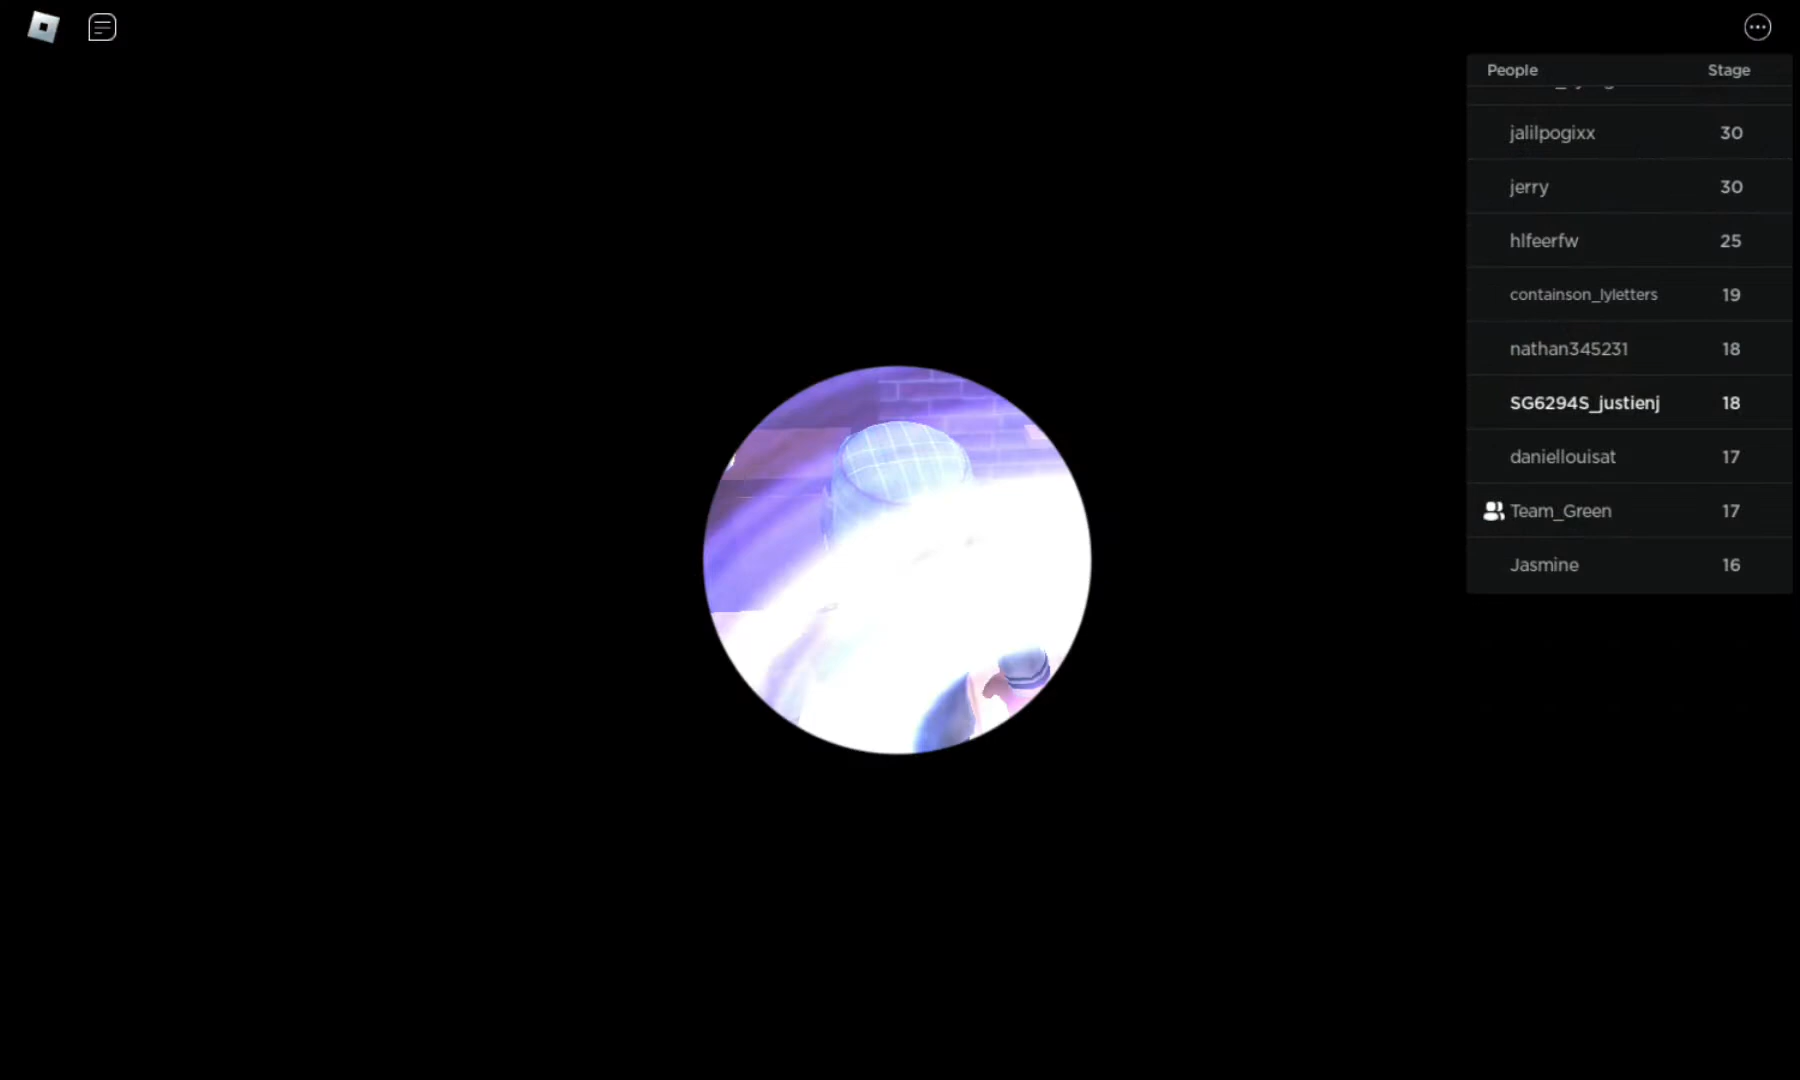 People Stage
jalilpogixx 30
jerry 30
hlfeerfw 25
containson_lyletters 19
nathan345231 18
SG6294S_justienj 18
daniellouisat 17
Team_Green 17
Jasmine 16